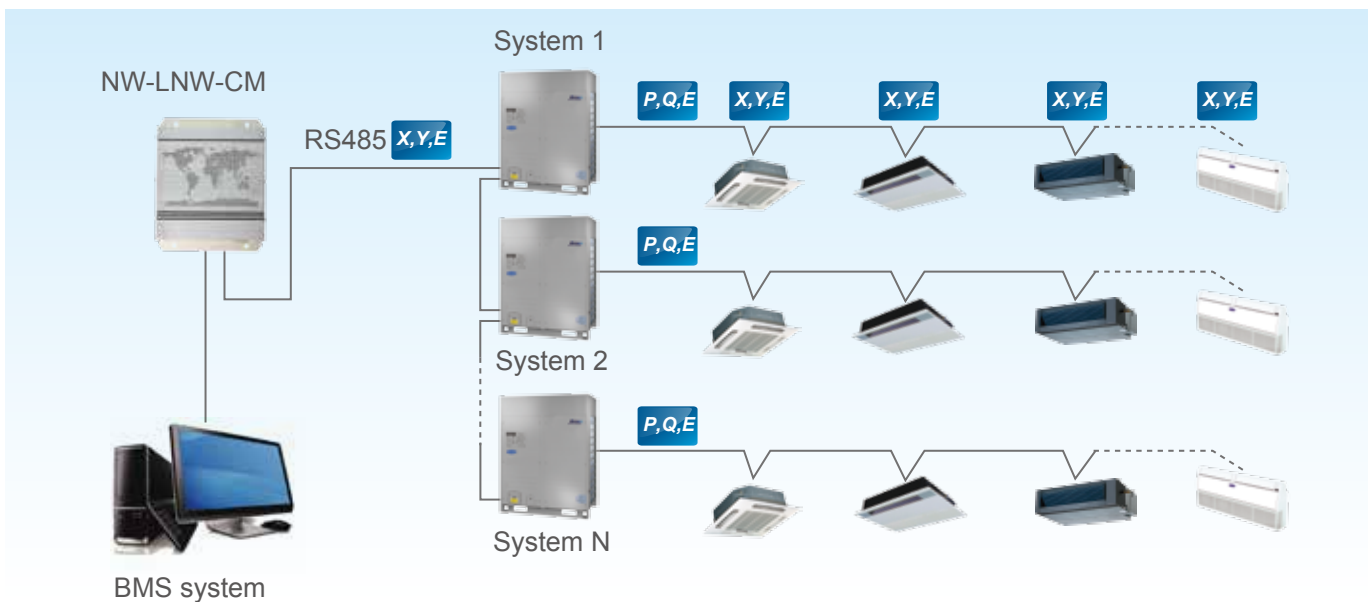 System 1
NW-LNW-CM
P,Q,E X,Y,E X,Y,E X,Y,E X,Y,E
RS485 X,Y,E
P,Q,E
System 2
P,Q,E
System N
BMS system